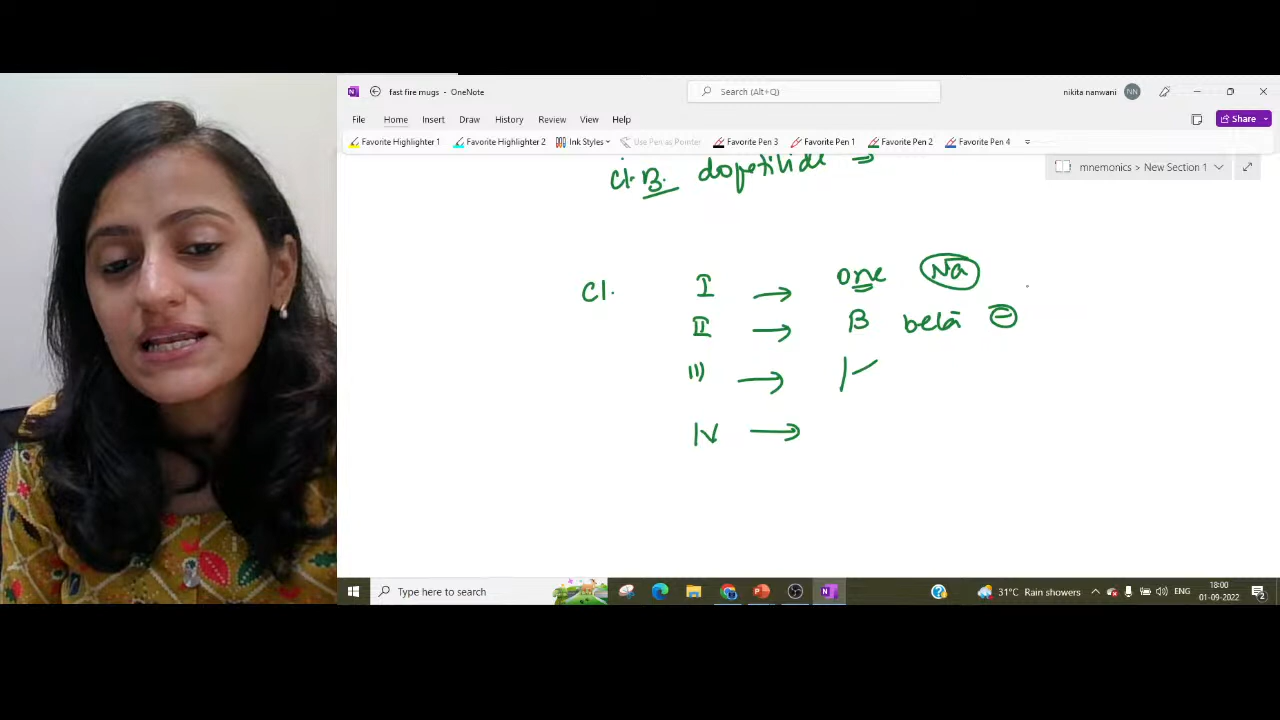 fast fire mugs - OneNote
Search (Alt+Q)
nikita nanwani NN
File Home Insert Draw History Review View Help
Share
Favorite Highlighter 1 Favorite Highlighter 2 Ink Styles Use Pen as Pointer Favorite Pen 3 Favorite Pen 1 Favorite Pen 2 Favorite Pen 4
mnemonics > New Section 1
cl. B. dofetilide →
Cl. I → one Na
II → B beta ⊖
III →
IV →
Type here to search
31°C Rain showers ENG 18:00
01-09-2022 2